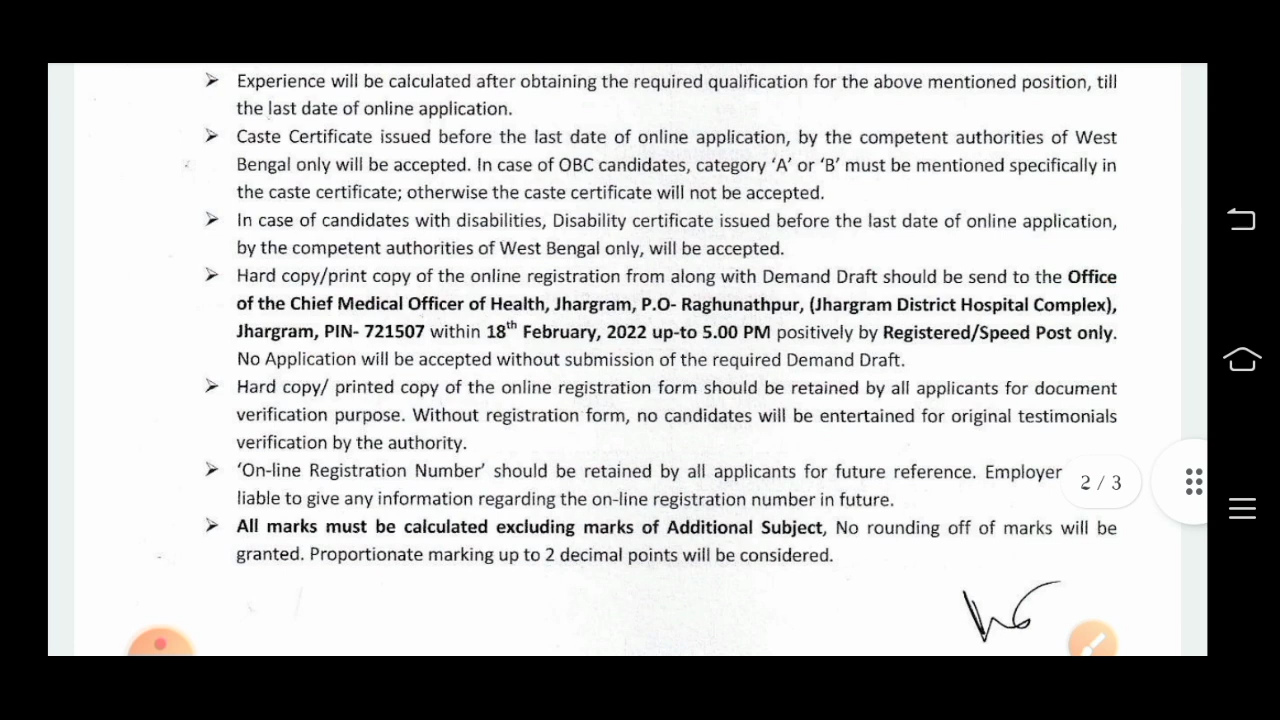 ➢ Experience will be calculated after obtaining the required qualification for the above mentioned position, till
the last date of online application.
➢ Caste Certificate issued before the last date of online application, by the competent authorities of West
Bengal only will be accepted. In case of OBC candidates, category ‘A’ or ‘B’ must be mentioned specifically in
the caste certificate; otherwise the caste certificate will not be accepted.
➢ In case of candidates with disabilities, Disability certificate issued before the last date of online application,
by the competent authorities of West Bengal only, will be accepted.
➢ Hard copy/print copy of the online registration from along with Demand Draft should be send to the Office
of the Chief Medical Officer of Health, Jhargram, P.O- Raghunathpur, (Jhargram District Hospital Complex),
Jhargram, PIN- 721507 within 18th February, 2022 up-to 5.00 PM positively by Registered/Speed Post only.
No Application will be accepted without submission of the required Demand Draft.
➢ Hard copy/ printed copy of the online registration form should be retained by all applicants for document
verification purpose. Without registration form, no candidates will be entertained for original testimonials
verification by the authority.
➢ ‘On-line Registration Number’ should be retained by all applicants for future reference. Employer
liable to give any information regarding the on-line registration number in future.
2 / 3
➢ All marks must be calculated excluding marks of Additional Subject, No rounding off of marks will be
granted. Proportionate marking up to 2 decimal points will be considered.